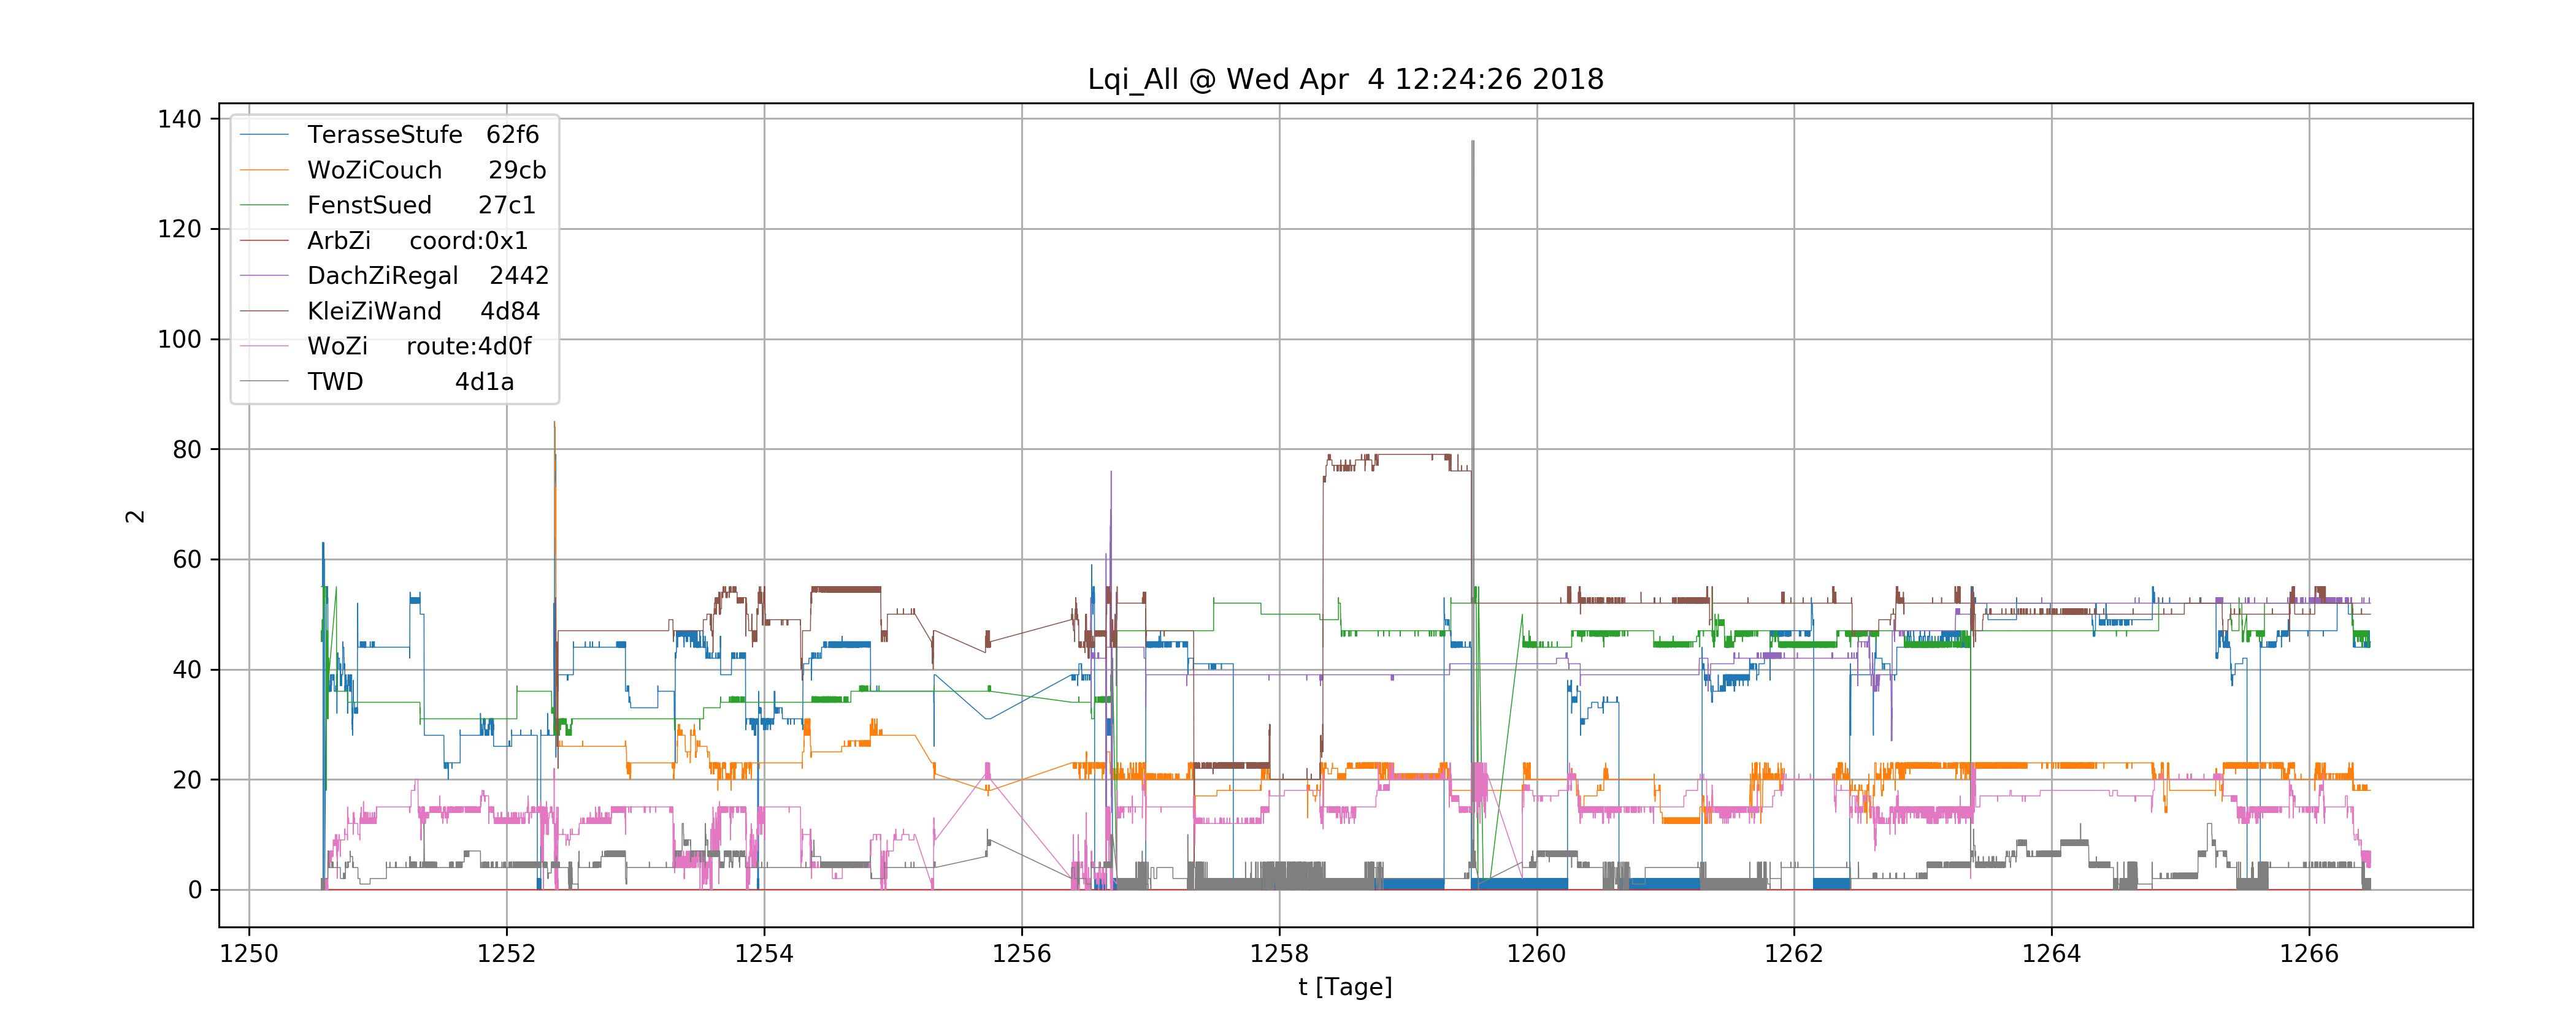 Lqi_All @ Wed Apr  4 12:24:26 2018
140
120
100
80
60
40
20
0
2
TerasseStufe   62f6
WoZiCouch      29cb
FenstSued      27c1
ArbZi     coord:0x1
DachZiRegal    2442
KleiZiWand     4d84
WoZi     route:4d0f
TWD            4d1a
1250 1252 1254 1256 1258 1260 1262 1264 1266
t [Tage]